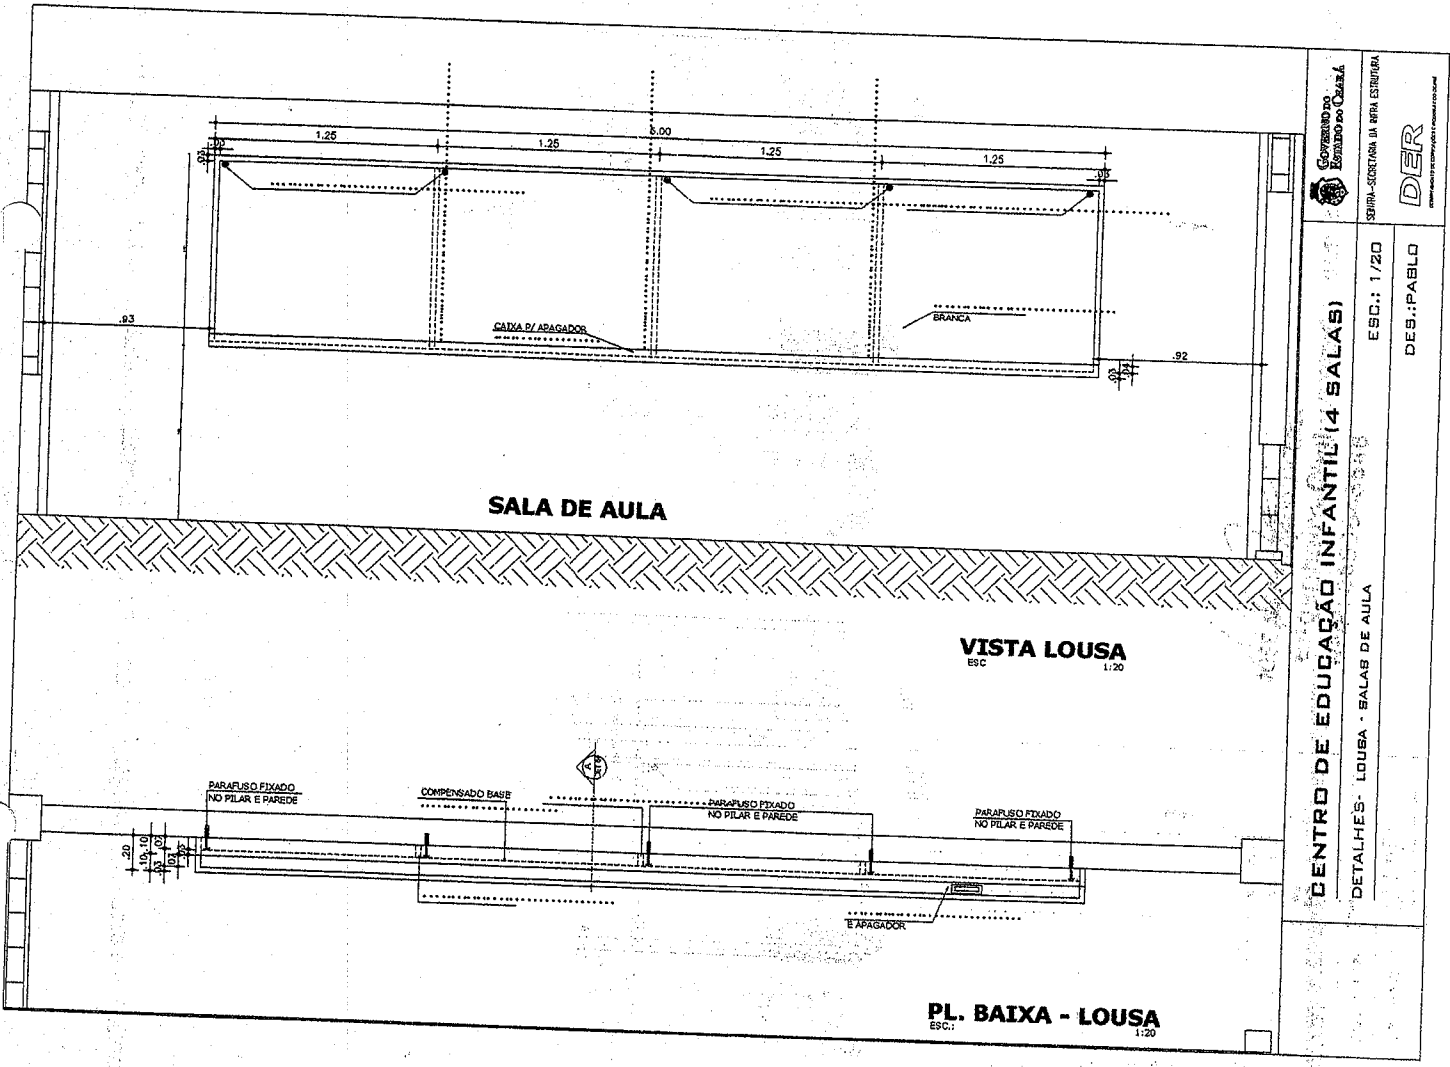 5.00
1.25
1.25
1.25
1.25
.03
.03
.03
.93
CAIXA P/ APAGADOR
BRANCA
.92
.03
.04
SALA DE AULA
VISTA LOUSA
ESC
1:20
A
PARAFUSO FIXADO
NO PILAR E PAREDE
COMPENSADO BASE
PARAFUSO FIXADO
NO PILAR E PAREDE
PARAFUSO FIXADO
NO PILAR E PAREDE
.20
.10
.10
.03
E APAGADOR
PL. BAIXA - LOUSA
ESC.:
1:20
GOVERNO DO
ESTADO DO CEARÁ
SEINFRA-SECRETARIA DA INFRA ESTRUTURA
DER
CENTRO DE EDUCAÇÃO INFANTIL (4 SALAS)
DETALHES- LOUSA - SALAS DE AULA
ESC.: 1/20
DES.:PABLO